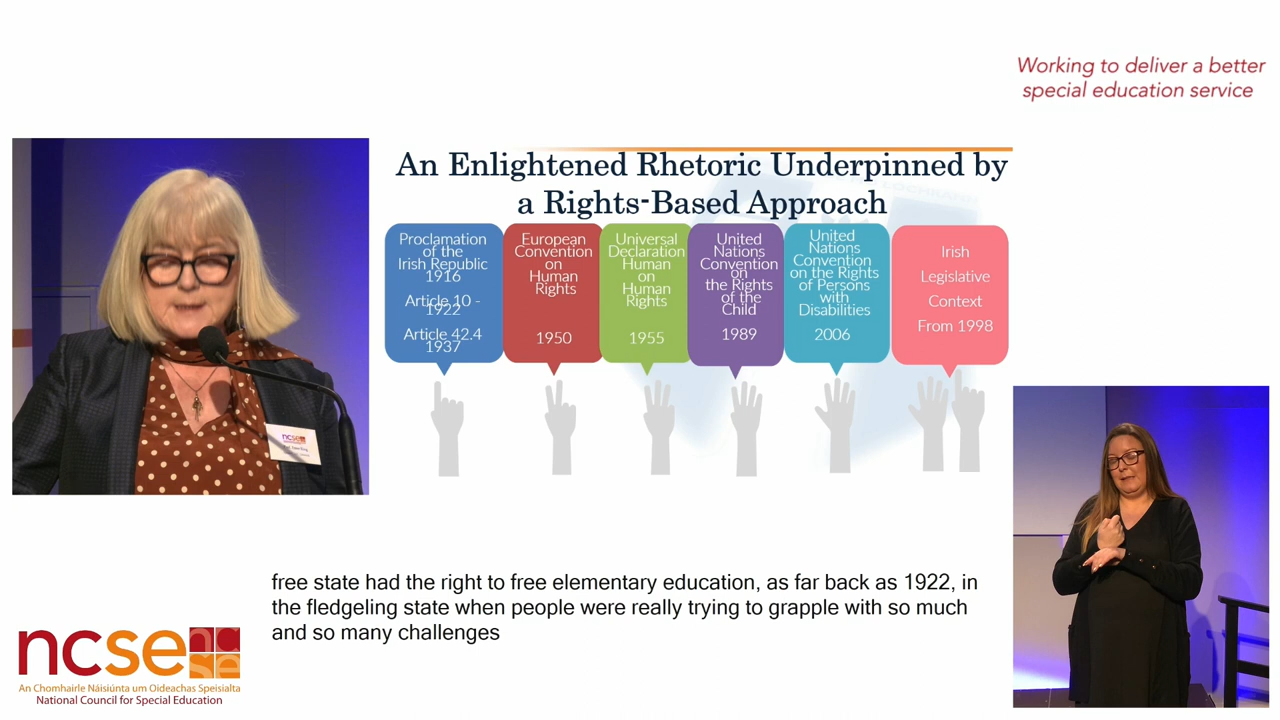 Working to deliver a better
special education service
An Enlightened Rhetoric Underpinned by
a Rights-Based Approach
Proclamation
of the
Irish Republic
1916
Article 10 -
1922
Article 42.4
1937
European
Convention
on
Human
Rights
1950
Universal
Declaration
Human
on
Human
Rights
1955
United
Nations
Convention
on
the Rights
of the
Child
1989
United
Nations
Convention
on the Rights
of Persons
with
Disabilities
2006
Irish
Legislative
Context
From 1998
ncse
free state had the right to free elementary education, as far back as 1922, in
the fledgeling state when people were really trying to grapple with so much
and so many challenges
ncse
nc
se
An Chomhairle Náisiúnta um Oideachas Speisialta
National Council for Special Education